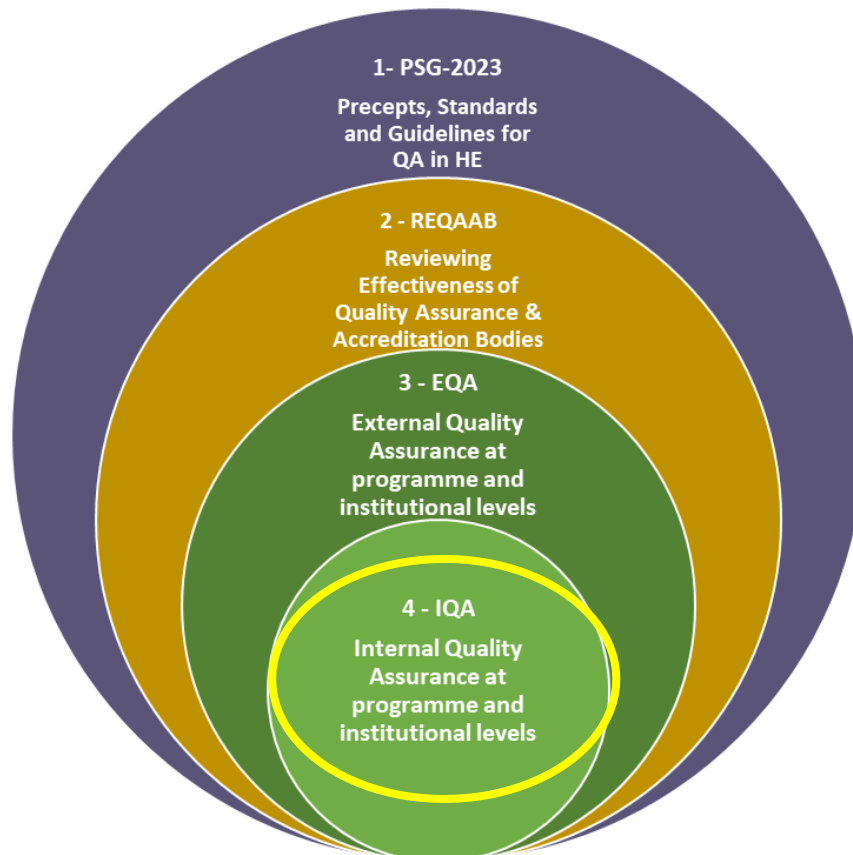 1- PSG-2023
Precepts, Standards
and Guidelines for
QA in HE
2 - REQAAB
Reviewing
Effectiveness of
Quality Assurance &
Accreditation Bodies
3 - EQA
External Quality
Assurance at
programme and
institutional levels
4 - IQA
Internal Quality
Assurance at
programme and
institutional levels